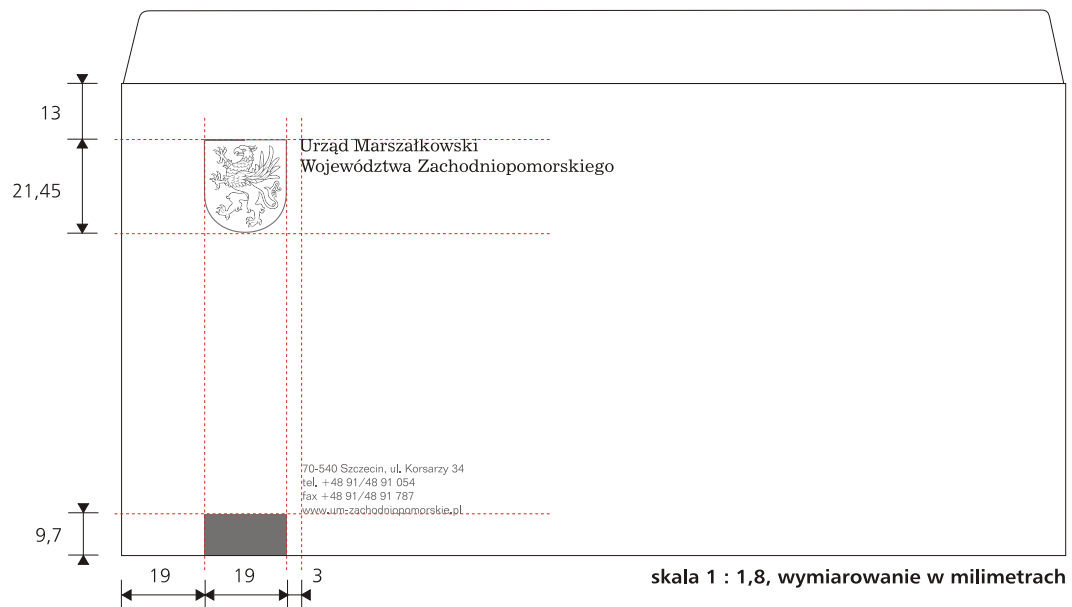 13
Urząd Marszałkowski
Województwa Zachodniopomorskiego
21,45
70-540 Szczecin, ul. Korsarzy 34
tel. +48 91/48 91 054
fax +48 91/48 91 787
www.um-zachodniopomorskie.pl
9,7
19 19 3
skala 1 : 1,8, wymiarowanie w milimetrach